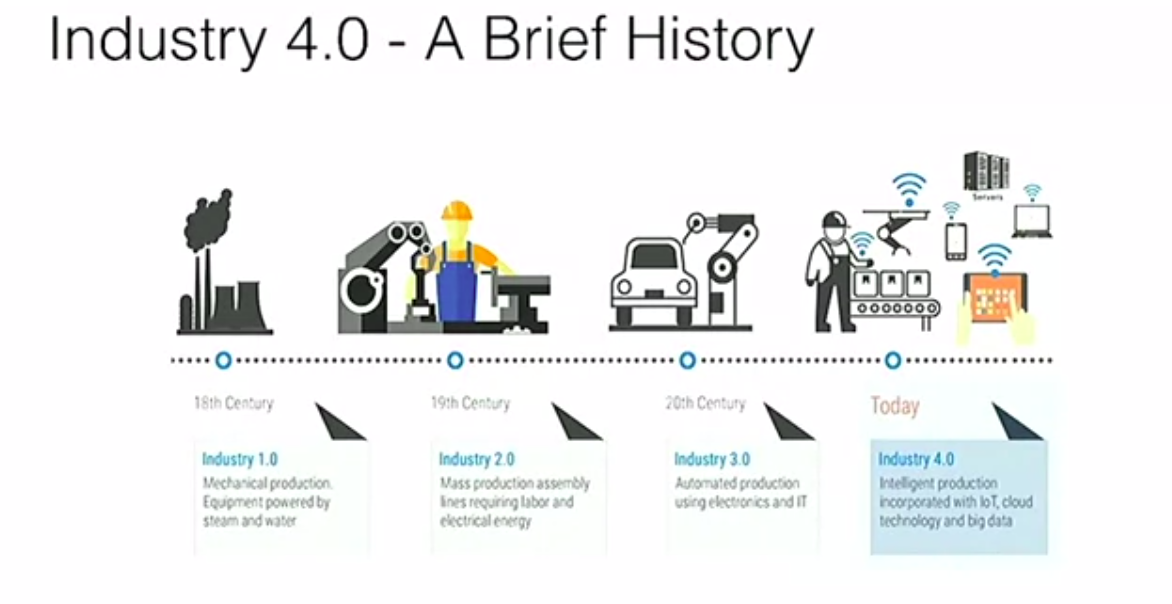 Industry 4.0 - A Brief History
Servers
18th Century
Industry 1.0
Mechanical production.
Equipment powered by
steam and water
19th Century
Industry 2.0
Mass production assembly
lines requiring labor and
electrical energy
20th Century
Industry 3.0
Automated production
using electronics and IT
Today
Industry 4.0
Intelligent production
incorporated with IoT, cloud
technology and big data